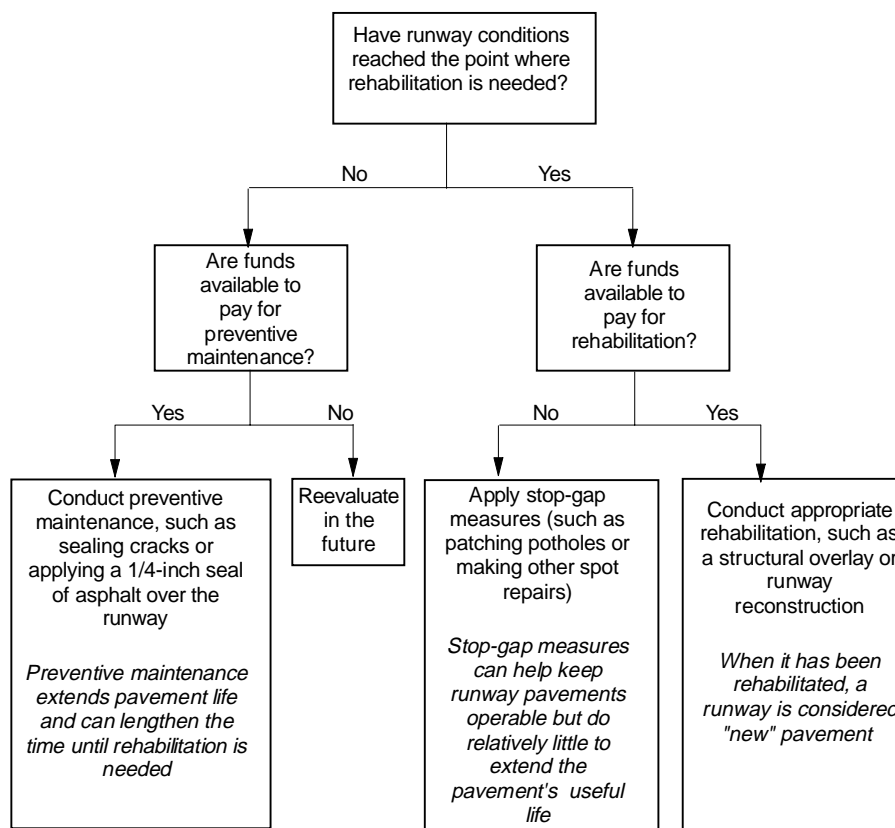 Have runway conditions
reached the point where
rehabilitation is needed?
No
Yes
Are funds
available to
pay for
preventive
maintenance?
Are funds
available to
pay for
rehabilitation?
Yes
No
No
Yes
Conduct preventive
maintenance, such as
sealing cracks or
applying a 1/4-inch seal
of asphalt over the
runway
Preventive maintenance
extends pavement life
and can lengthen the
time until rehabilitation is
needed
Reevaluate
in the
future
Apply stop-gap
measures (such as
patching potholes or
making other spot
repairs)
Stop-gap measures
can help keep
runway pavements
operable but do
relatively little to
extend the
pavement's useful
life
Conduct appropriate
rehabilitation, such as
a structural overlay or
runway
reconstruction
When it has been
rehabilitated, a
runway is considered
"new" pavement